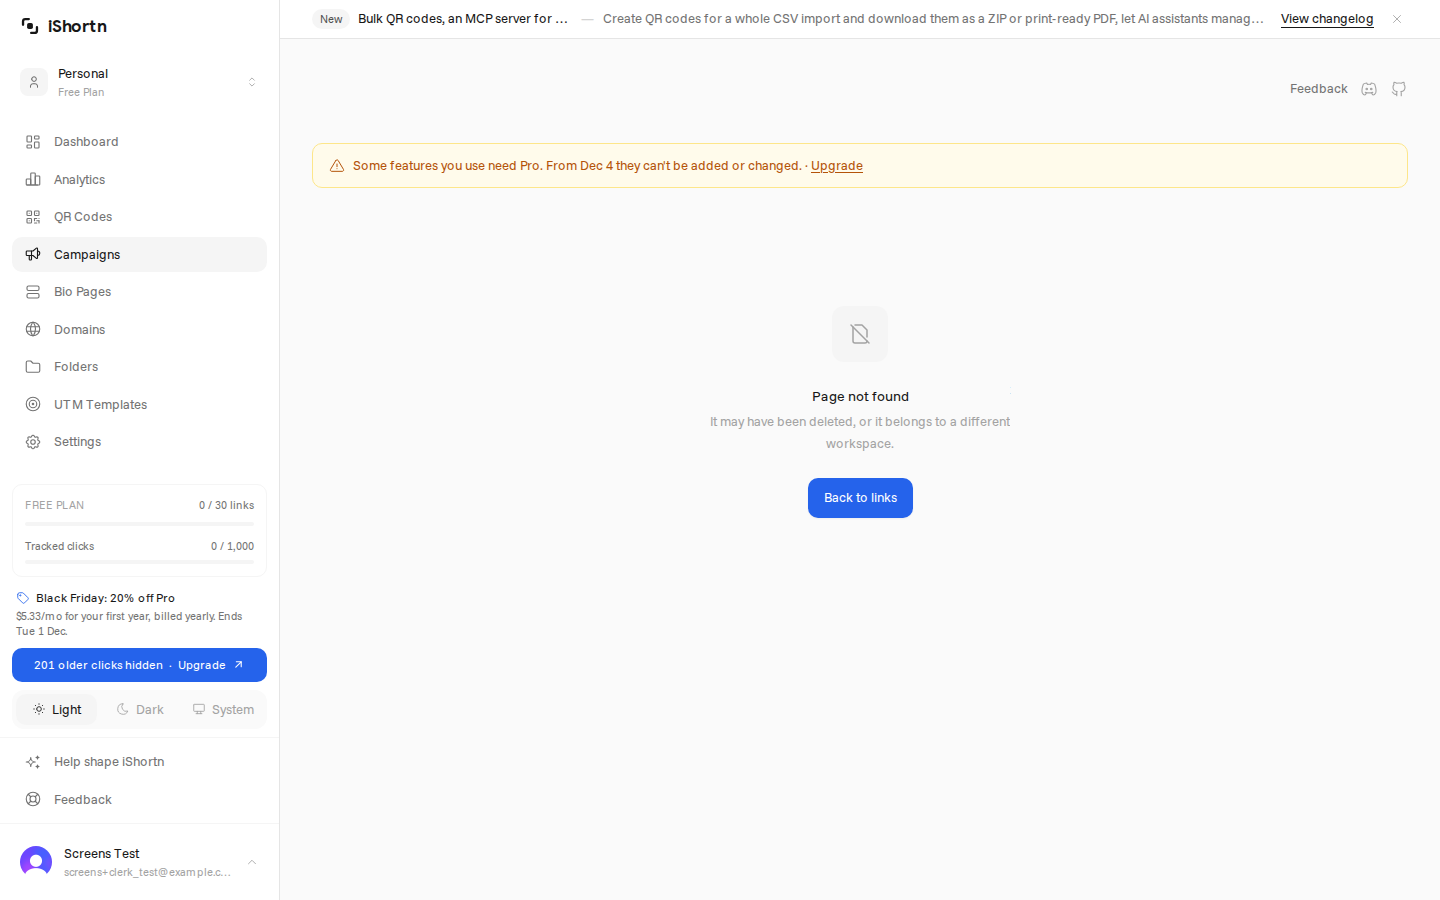 iShortn
Personal
Free Plan
Dashboard
Analytics
QR Codes
Campaigns
Bio Pages
Domains
Folders
UTM Templates
Settings
FREE PLAN 0 / 30 links
Tracked clicks 0 / 1,000
Black Friday: 20% off Pro
$5.33/mo for your first year, billed yearly. Ends
Tue 1 Dec.
201 older clicks hidden · Upgrade
Light Dark System
Help shape iShortn
Feedback
Screens Test
screens+clerk_test@example.c...
New Bulk QR codes, an MCP server for ... — Create QR codes for a whole CSV import and download them as a ZIP or print-ready PDF, let AI assistants manag... View changelog
Feedback
Some features you use need Pro. From Dec 4 they can't be added or changed. · Upgrade
Page not found
It may have been deleted, or it belongs to a different
workspace.
Back to links